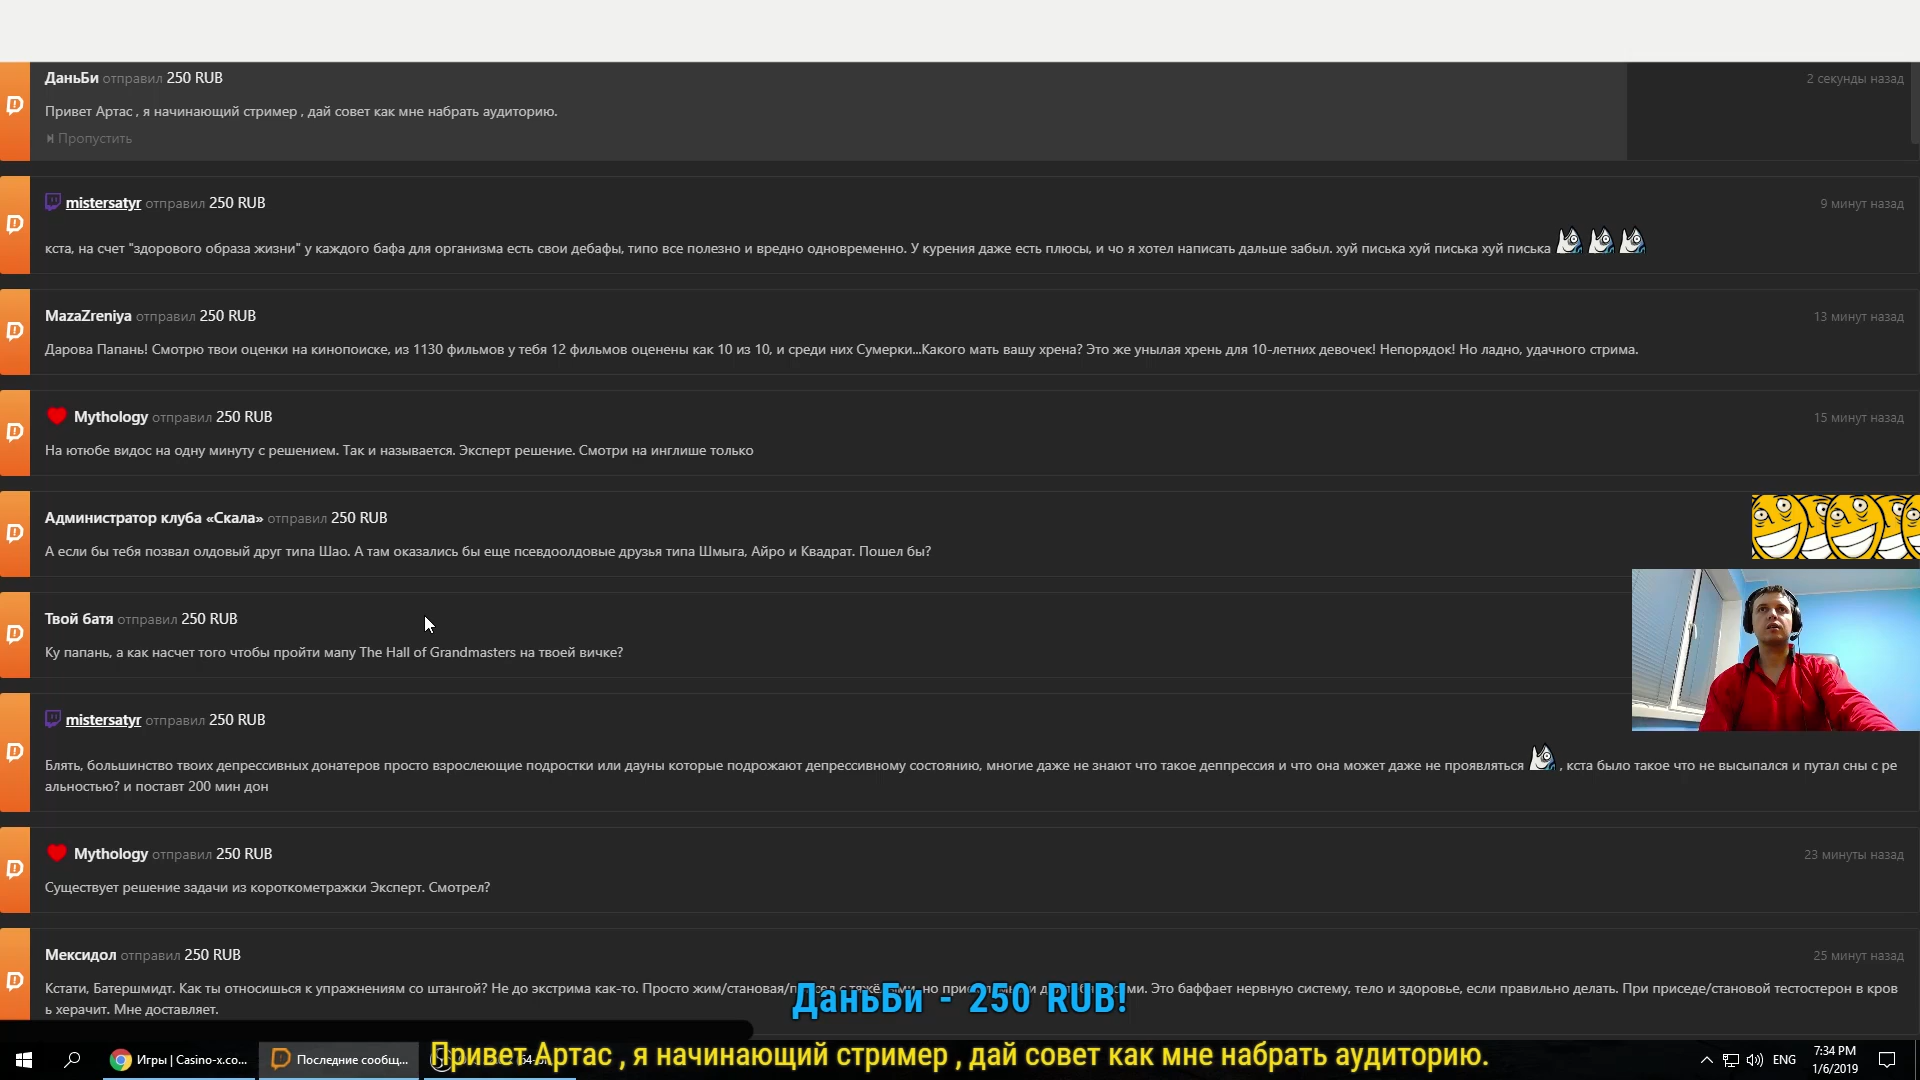 ДаньБи отправил 250 RUB
2 секунды назад
Привет Артас , я начинающий стример , дай совет как мне набрать аудиторию.
Пропустить
mistersatyr отправил 250 RUB
9 минут назад
кста, на счет "здорового образа жизни" у каждого бафа для организма есть свои дебафы, типо все полезно и вредно одновременно. У курения даже есть плюсы, и чо я хотел написать дальше забыл. хуй писька хуй писька хуй писька
MazaZreniya отправил 250 RUB
13 минут назад
Дарова Папань! Смотрю твои оценки на кинопоиске, из 1130 фильмов у тебя 12 фильмов оценены как 10 из 10, и среди них Сумерки...Какого мать вашу хрена? Это же унылая хрень для 10-летних девочек! Непорядок! Но ладно, удачного стрима.
Mythology отправил 250 RUB
15 минут назад
На ютюбе видос на одну минуту с решением. Так и называется. Эксперт решение. Смотри на инглише только
Администратор клуба «Скала» отправил 250 RUB
А если бы тебя позвал олдовый друг типа Шао. А там оказались бы еще псевдоолдовые друзья типа Шмыга, Айро и Квадрат. Пошел бы?
Твой батя отправил 250 RUB
Ку папань, а как насчет того чтобы пройти мапу The Hall of Grandmasters на твоей вичке?
mistersatyr отправил 250 RUB
Блять, большинство твоих депрессивных донатеров просто взрослеющие подростки или дауны которые подрожают депрессивному состоянию, многие даже не знают что такое деппрессия и что она может даже не проявляться , кста было такое что не высыпался и путал сны с ре
альностью? и поставт 200 мин дон
Mythology отправил 250 RUB
23 минуты назад
Существует решение задачи из короткометражки Эксперт. Смотрел?
Мексидол отправил 250 RUB
25 минут назад
Кстати, Батершмидт. Как ты относишься к упражнениям со штангой? Не до экстрима как-то. Просто жим/становая/ но Это баффает нервную систему, тело и здоровье, если правильно делать. При приседе/становой тестостерон в кров
ь херачит. Мне доставляет.
ДаньБи - 250 RUB!
Привет Артас , я начинающий стример , дай совет как мне набрать аудиторию.
Игры | Casino-x.co...
Последние сообщ...
ENG
7:34 PM
1/6/2019